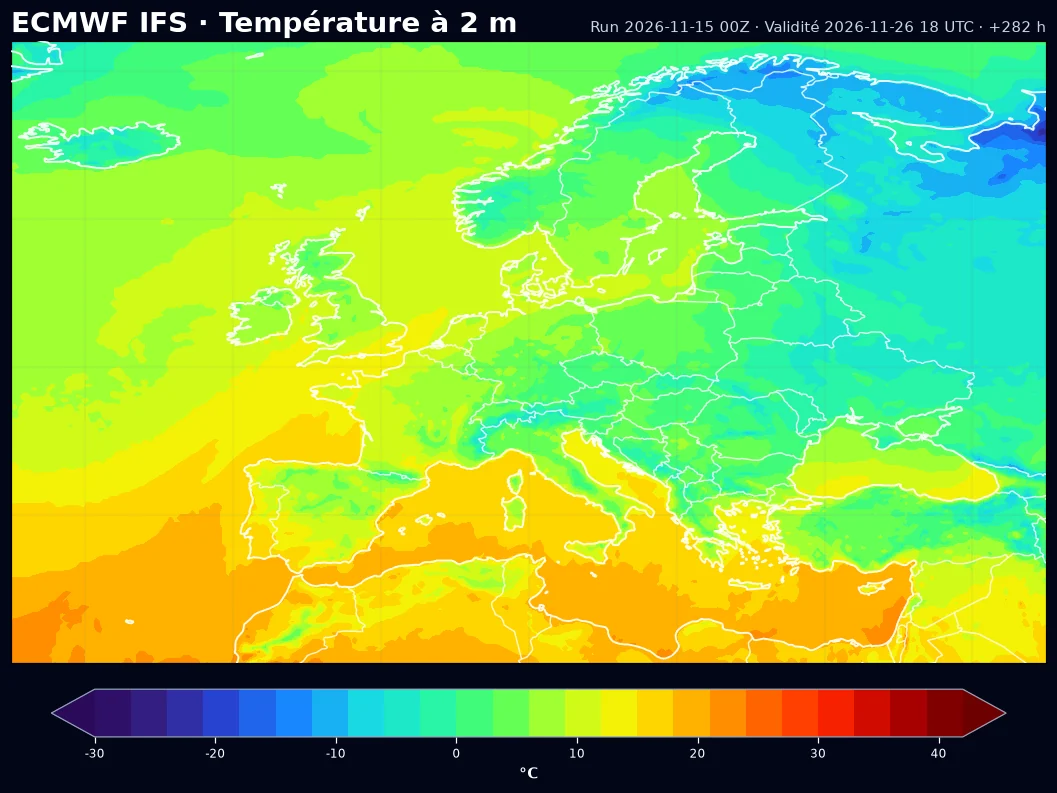 ECMWF IFS · Température à 2 m
Run 2026-11-15 00Z · Validité 2026-11-26 18 UTC · +282 h
-30 -20 -10 0 10 20 30 40
°C